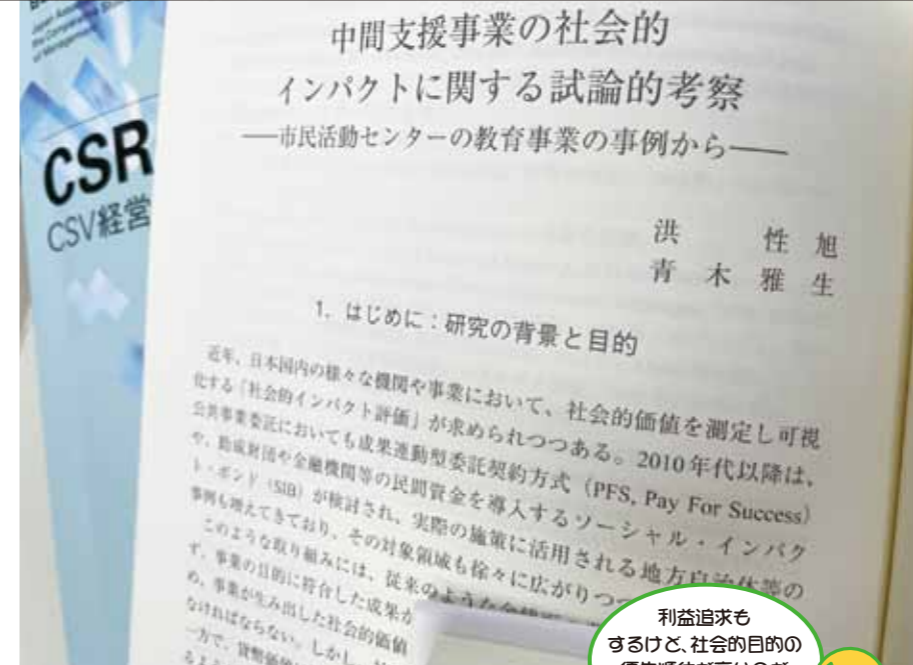 Japan Asso
the Comparative Studies
of Management
CSR
CSV経営
中間支援事業の社会的
インパクトに関する試論的考察
――市民活動センターの教育事業の事例から――
洪 性 旭
青 木 雅 生
1. はじめに：研究の背景と目的
近年、日本国内の様々な機関や事業において、社会的価値を測定し可視
化する「社会的インパクト評価」が求められつつある。2010年代以降は、
公共事業委託においても成果連動型委託契約方式（PFS, Pay For Success）
や、助成財団や金融機関等の民間資金を導入するソーシャル・インパク
ト・ボンド（SIB）が検討され、実際の施策に活用される地方自治体等の
事例も増えてきており、その対象領域も徐々に広がりつつ
このような取り組みには、従来のような
ず、事業の目的に符合した成果が
め、事業が生み出した社会的価値
なければならない。しかし、
一方で、貨幣価値
るよう
利益追求も
するけど、社会的目的の